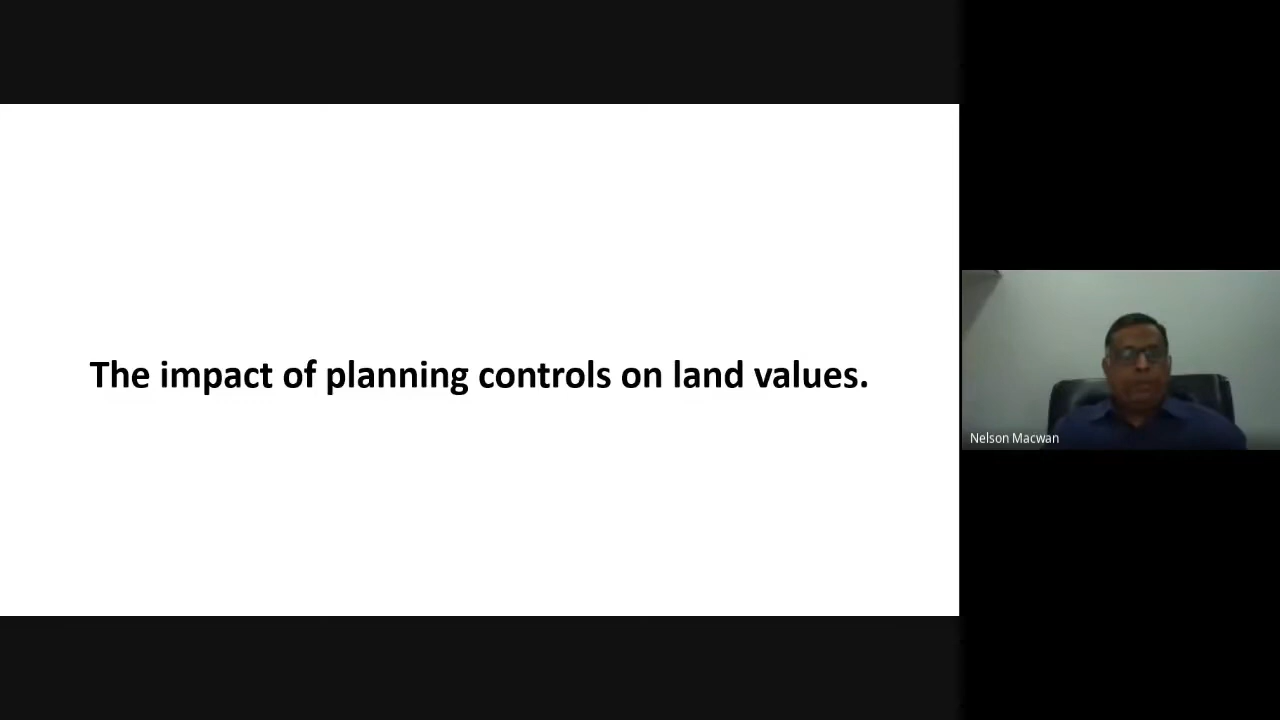 The impact of planning controls on land values.
Nelson Macwan